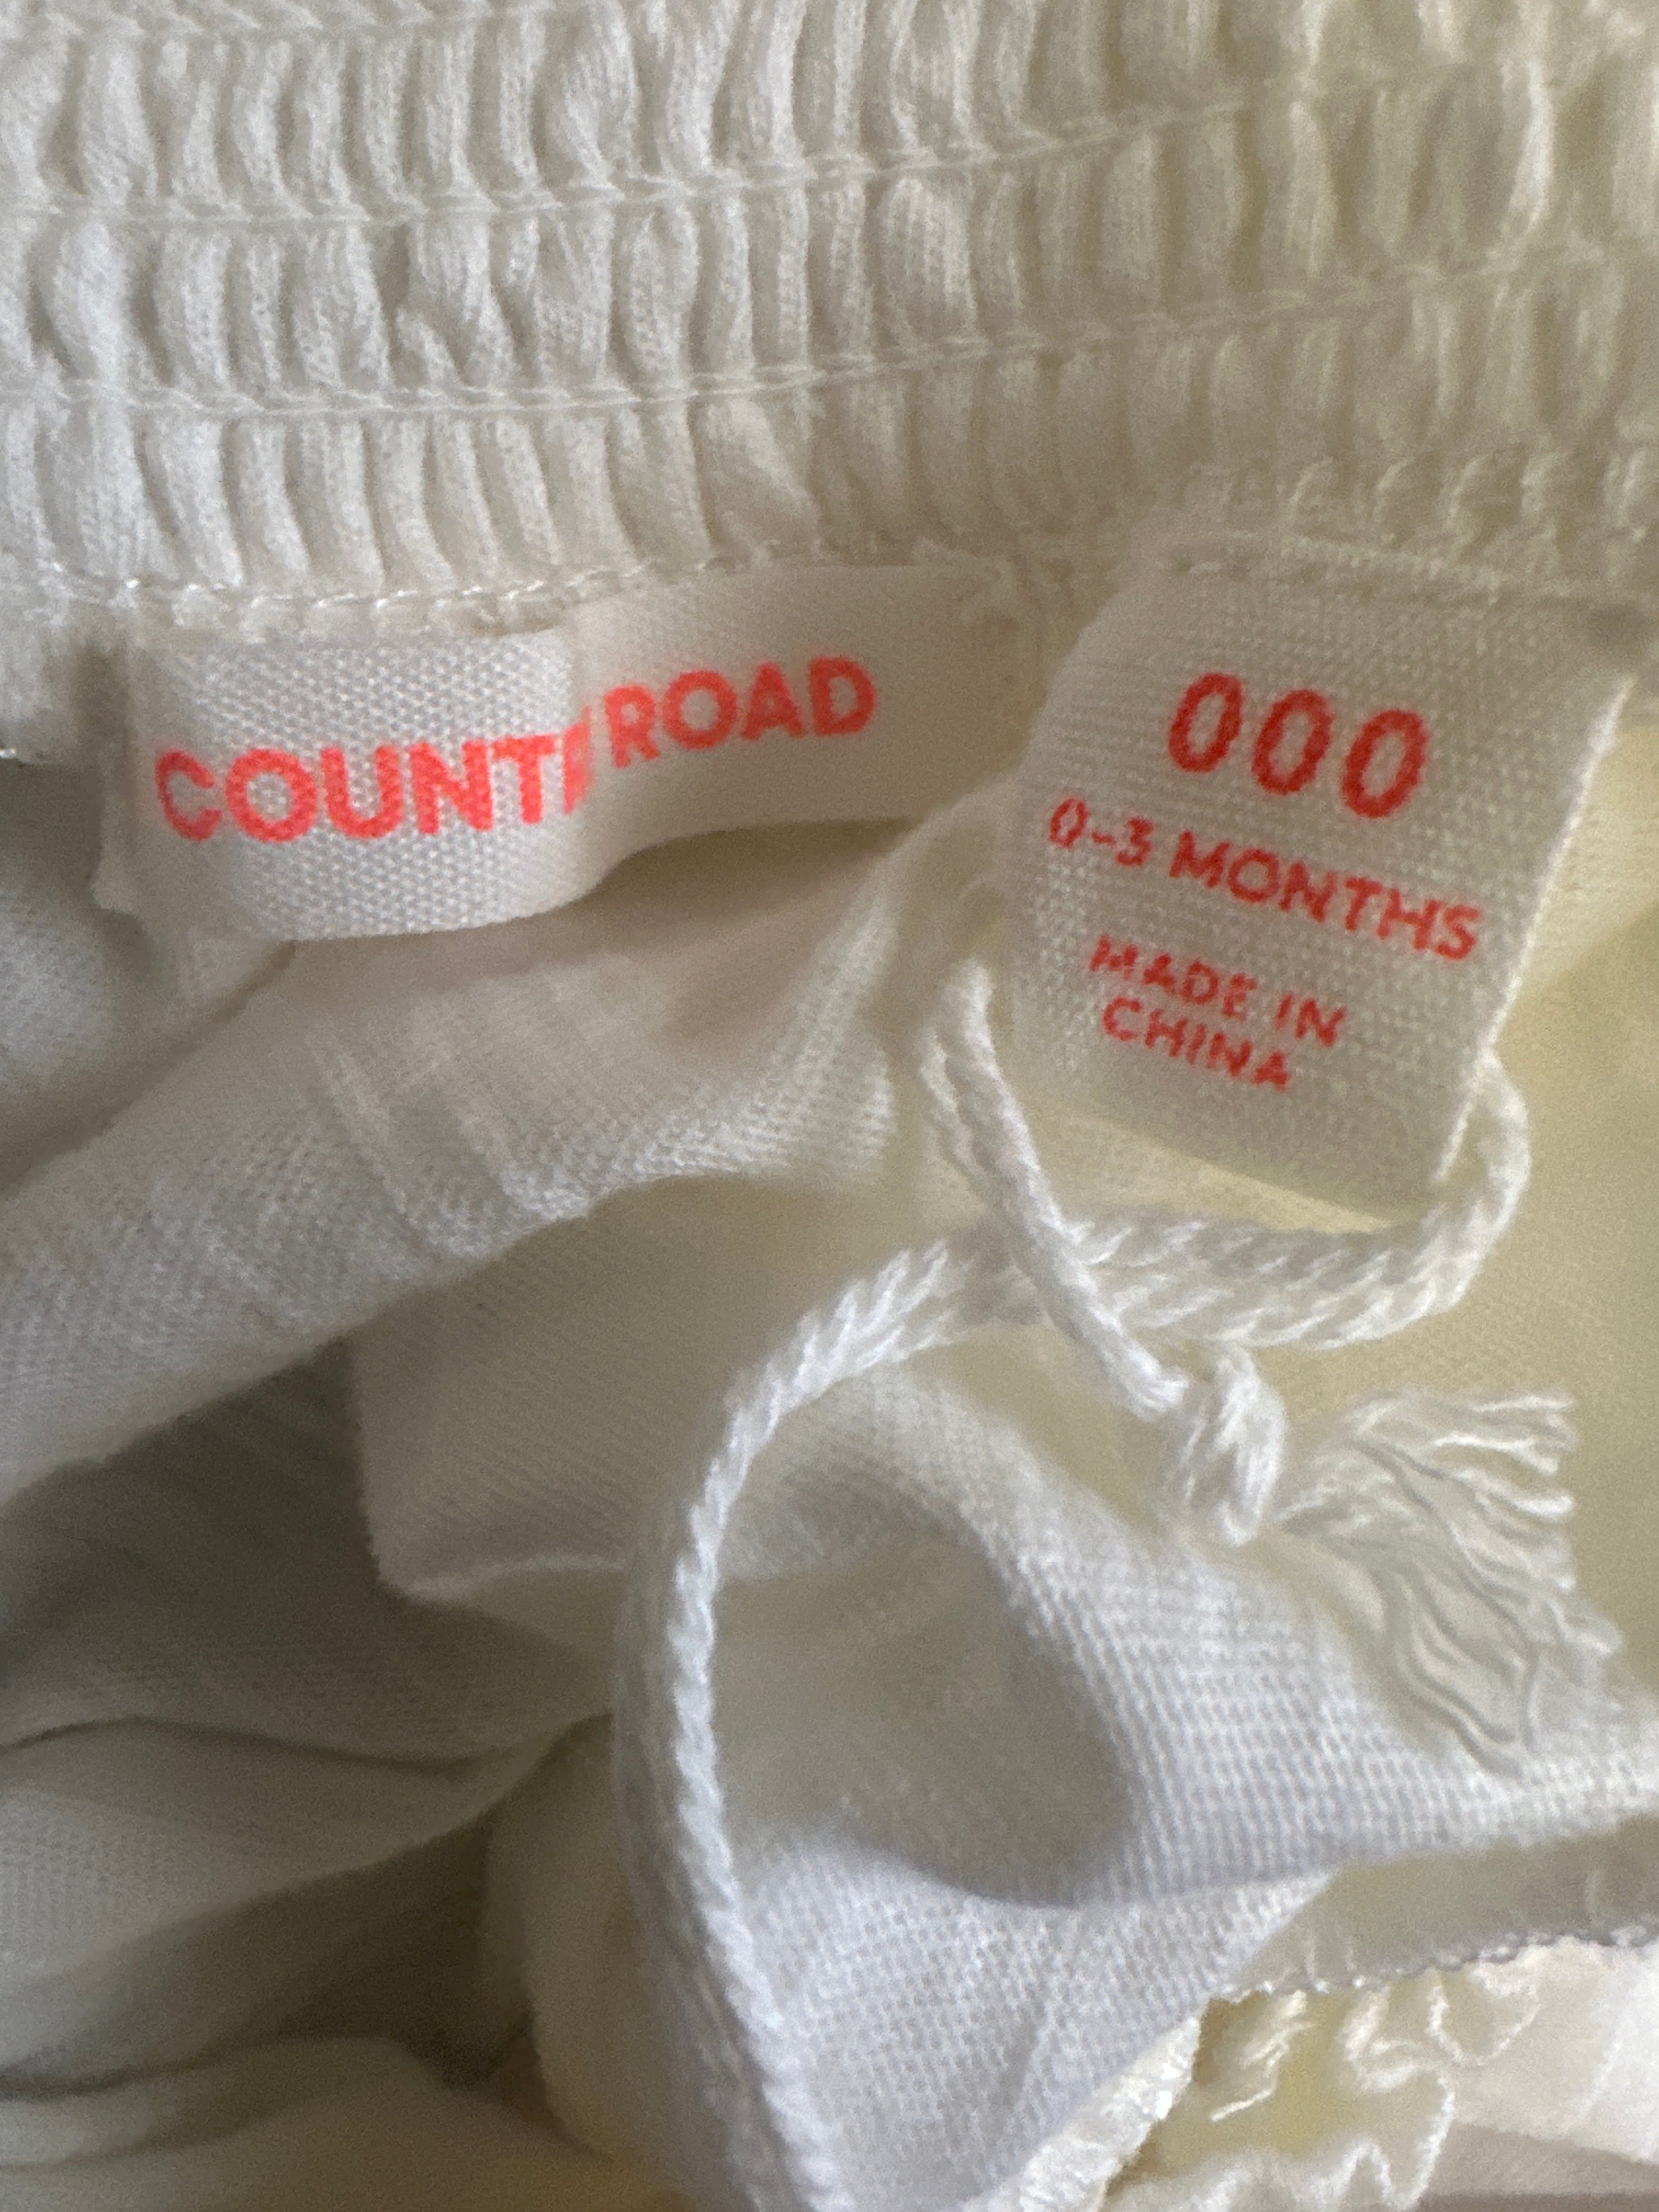 COUNT ROAD
000
0-3 MONTHS
MADE IN
CHINA